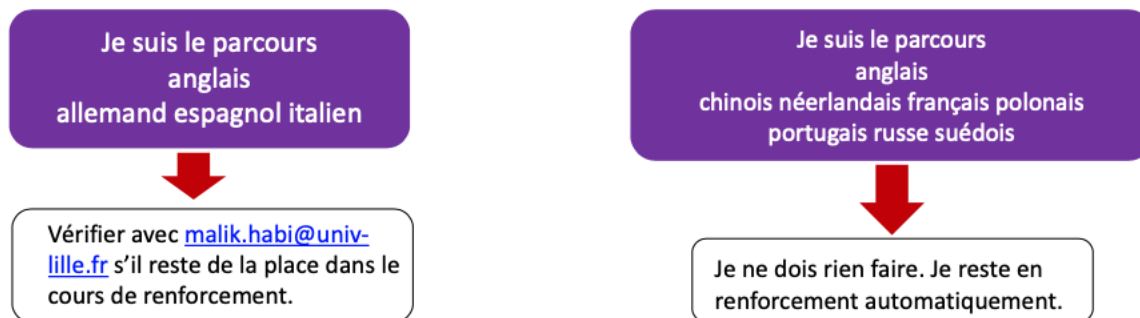 Je suis le parcours
anglais
allemand espagnol italien
Vérifier avec malik.habi@univ-
lille.fr s’il reste de la place dans le
cours de renforcement.
Je suis le parcours
anglais
chinois néerlandais français polonais
portugais russe suédois
Je ne dois rien faire. Je reste en
renforcement automatiquement.